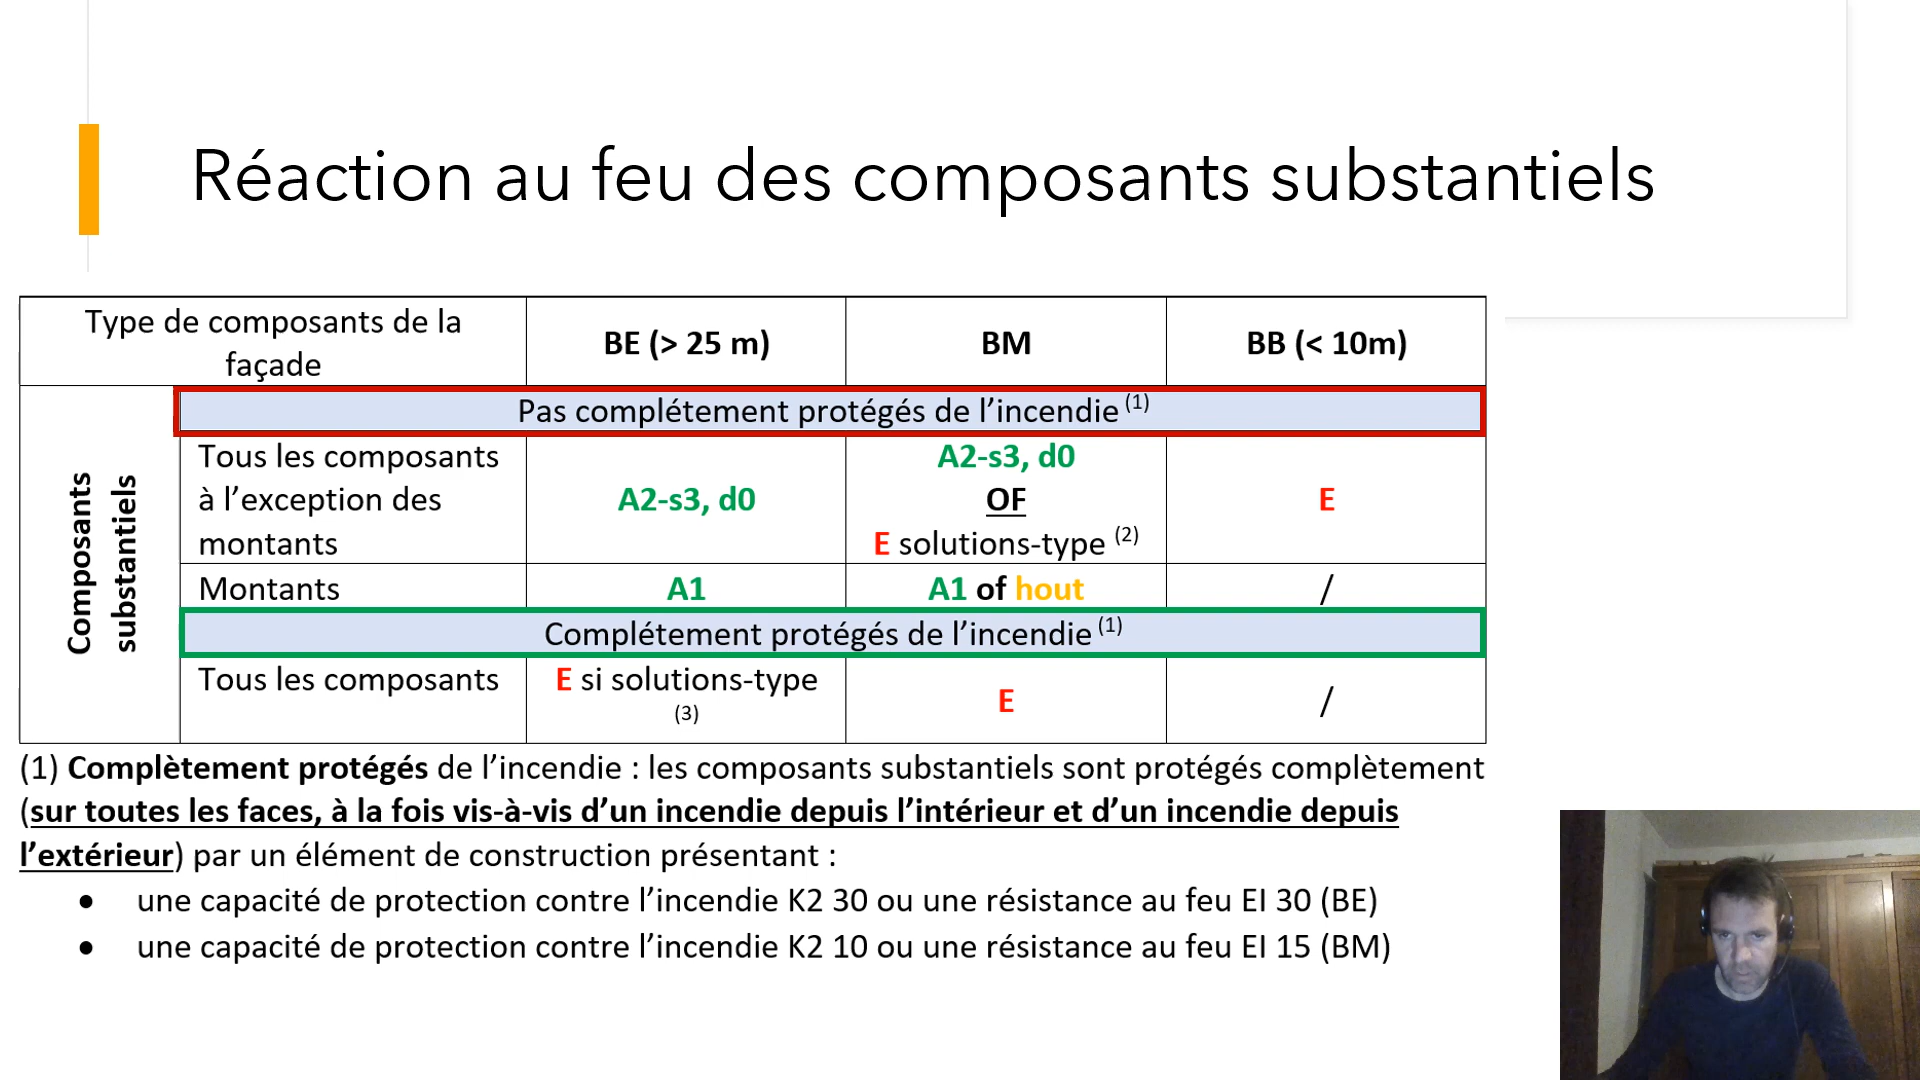 Réaction au feu des composants substantiels
Type de composants de la
façade
BE (> 25 m)
BM
BB (< 10m)
Composants
substantiels
Pas complétement protégés de l’incendie (1)
Tous les composants
à l’exception des
montants
A2-s3, d0
A2-s3, d0
OF
E solutions-type (2)
E
Montants
A1
A1 of hout
/
Complétement protégés de l’incendie (1)
Tous les composants
E si solutions-type
(3)
E
/
(1) Complètement protégés de l’incendie : les composants substantiels sont protégés complètement
(sur toutes les faces, à la fois vis-à-vis d’un incendie depuis l’intérieur et d’un incendie depuis
l’extérieur) par un élément de construction présentant :
• une capacité de protection contre l’incendie K2 30 ou une résistance au feu EI 30 (BE)
• une capacité de protection contre l’incendie K2 10 ou une résistance au feu EI 15 (BM)